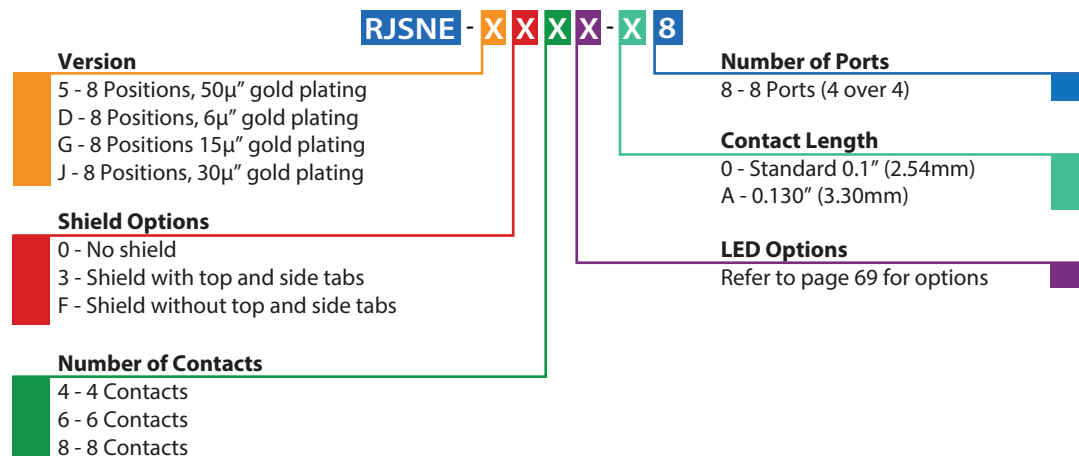 RJSNE - X X X X - X 8
Version
5 - 8 Positions, 50µ” gold plating
D - 8 Positions, 6µ” gold plating
G - 8 Positions 15µ” gold plating
J - 8 Positions, 30µ” gold plating
Shield Options
0 - No shield
3 - Shield with top and side tabs
F - Shield without top and side tabs
Number of Contacts
4 - 4 Contacts
6 - 6 Contacts
8 - 8 Contacts
Number of Ports
8 - 8 Ports (4 over 4)
Contact Length
0 - Standard 0.1” (2.54mm)
A - 0.130” (3.30mm)
LED Options
Refer to page 69 for options